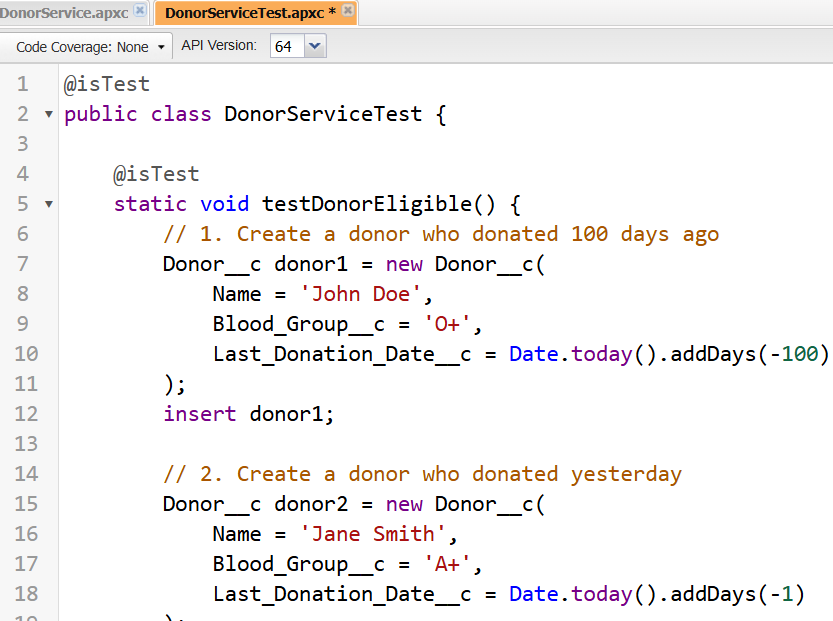 DonorService.apxc
DonorServiceTest.apxc *
Code Coverage: None
API Version: 64
1 @isTest
2 public class DonorServiceTest {
3
4     @isTest
5     static void testDonorEligible() {
6         // 1. Create a donor who donated 100 days ago
7         Donor__c donor1 = new Donor__c(
8             Name = 'John Doe',
9             Blood_Group__c = 'O+',
10             Last_Donation_Date__c = Date.today().addDays(-100)
11         );
12         insert donor1;
13
14         // 2. Create a donor who donated yesterday
15         Donor__c donor2 = new Donor__c(
16             Name = 'Jane Smith',
17             Blood_Group__c = 'A+',
18             Last_Donation_Date__c = Date.today().addDays(-1)
19         );